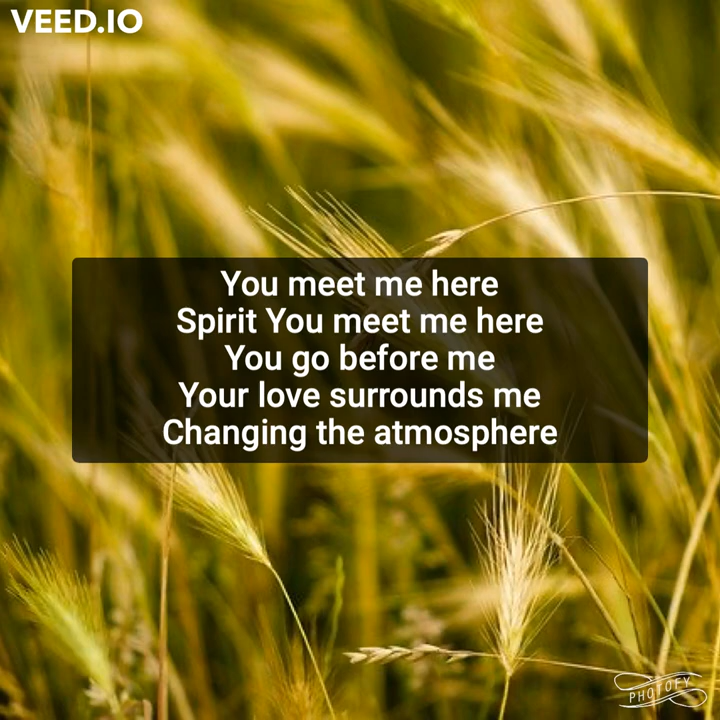 VEED.IO
You meet me here
Spirit You meet me here
You go before me
Your love surrounds me
Changing the atmosphere
PHOTOFY